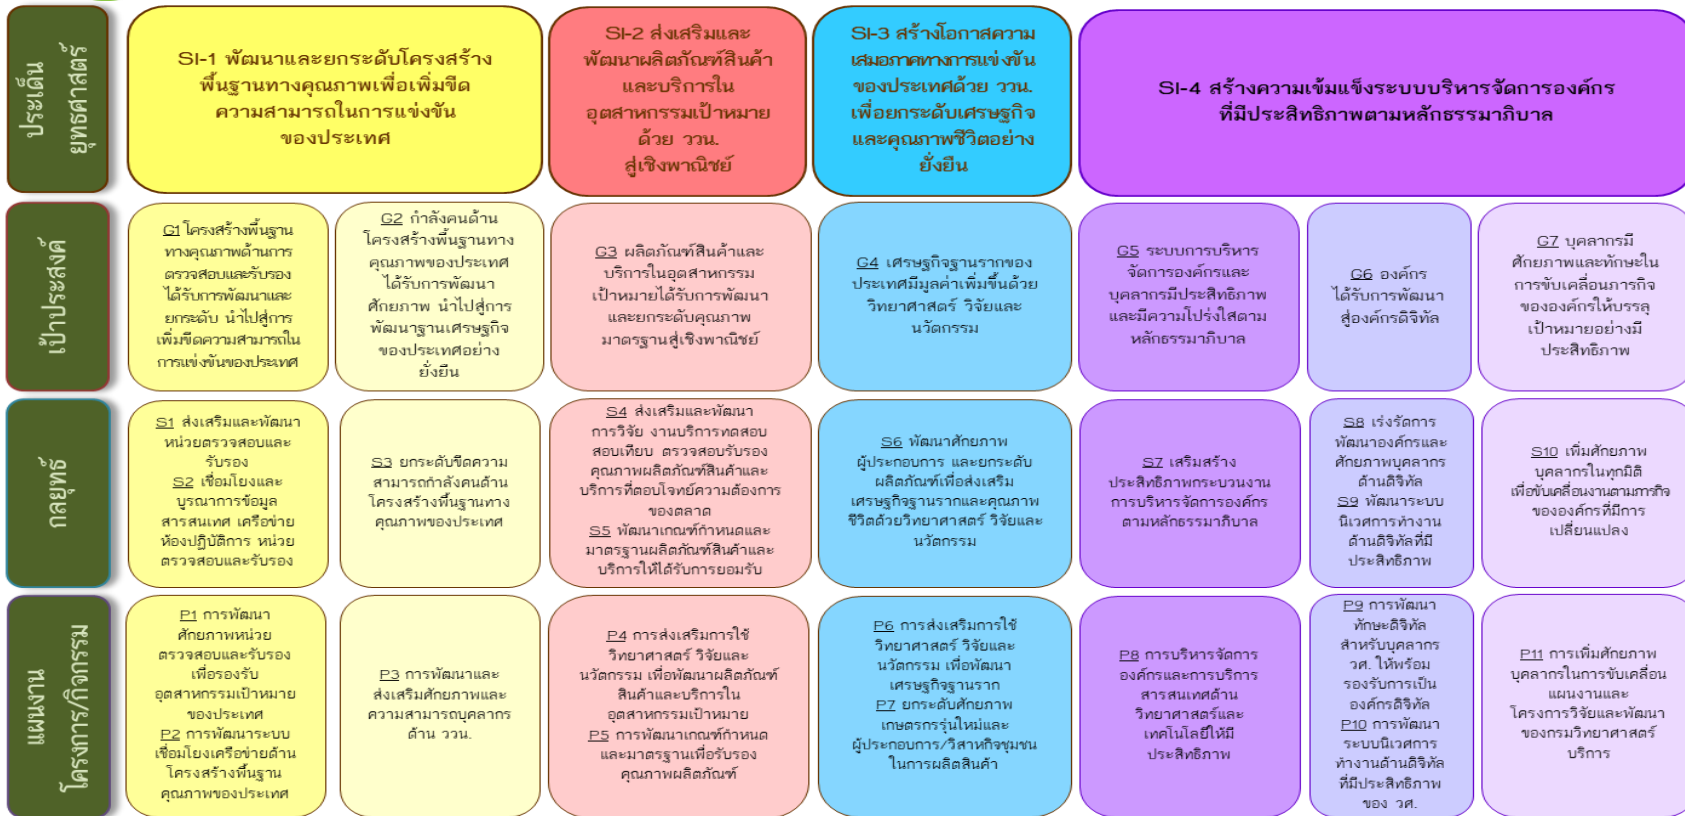 ประเด็น
ยุทธศาสตร์
SI-1 พัฒนาและยกระดับโครงสร้าง
พื้นฐานทางคุณภาพเพื่อเพิ่มขีด
ความสามารถในการแข่งขัน
ของประเทศ
SI-2 ส่งเสริมและ
พัฒนาผลิตภัณฑ์สินค้า
และบริการใน
อุตสาหกรรมเป้าหมาย
ด้วย ววน.
สู่เชิงพาณิชย์
SI-3 สร้างโอกาสความ
เสมอภาคทางการแข่งขัน
ของประเทศด้วย ววน.
เพื่อยกระดับเศรษฐกิจ
และคุณภาพชีวิตอย่าง
ยั่งยืน
SI-4 สร้างความเข้มแข็งระบบบริหารจัดการองค์กร
ที่มีประสิทธิภาพตามหลักธรรมาภิบาล
เป้าประสงค์
G1 โครงสร้างพื้นฐาน
ทางคุณภาพด้านการ
ตรวจสอบและรับรอง
ได้รับการพัฒนาและ
ยกระดับ นำไปสู่การ
เพิ่มขีดความสามารถใน
การแข่งขันของประเทศ
G2 กำลังคนด้าน
โครงสร้างพื้นฐานทาง
คุณภาพของประเทศ
ได้รับการพัฒนา
ศักยภาพ นำไปสู่การ
พัฒนาฐานเศรษฐกิจ
ของประเทศอย่าง
ยั่งยืน
G3 ผลิตภัณฑ์สินค้าและ
บริการในอุตสาหกรรม
เป้าหมายได้รับการพัฒนา
และยกระดับคุณภาพ
มาตรฐานสู่เชิงพาณิชย์
G4 เศรษฐกิจฐานรากของ
ประเทศมีมูลค่าเพิ่มขึ้นด้วย
วิทยาศาสตร์ วิจัยและ
นวัตกรรม
G5 ระบบการบริหาร
จัดการองค์กรและ
บุคลากรมีประสิทธิภาพ
และมีความโปร่งใสตาม
หลักธรรมาภิบาล
G6 องค์กร
ได้รับการพัฒนา
สู่องค์กรดิจิทัล
G7 บุคลากรมี
ศักยภาพและทักษะใน
การขับเคลื่อนภารกิจ
ขององค์กรให้บรรลุ
เป้าหมายอย่างมี
ประสิทธิภาพ
กลยุทธ์
S1 ส่งเสริมและพัฒนา
หน่วยตรวจสอบและ
รับรอง
S2 เชื่อมโยงและ
บูรณาการข้อมูล
สารสนเทศ เครือข่าย
ห้องปฏิบัติการ หน่วย
ตรวจสอบและรับรอง
S3 ยกระดับขีดความ
สามารถกำลังคนด้าน
โครงสร้างพื้นฐานทาง
คุณภาพของประเทศ
S4 ส่งเสริมและพัฒนา
การวิจัย งานบริการทดสอบ
สอบเทียบ ตรวจสอบรับรอง
คุณภาพผลิตภัณฑ์สินค้าและ
บริการที่ตอบโจทย์ความต้องการ
ของตลาด
S5 พัฒนาเกณฑ์กำหนดและ
มาตรฐานผลิตภัณฑ์สินค้าและ
บริการให้ได้รับการยอมรับ
S6 พัฒนาศักยภาพ
ผู้ประกอบการ และยกระดับ
ผลิตภัณฑ์เพื่อส่งเสริม
เศรษฐกิจฐานรากและคุณภาพ
ชีวิตด้วยวิทยาศาสตร์ วิจัยและ
นวัตกรรม
S7 เสริมสร้าง
ประสิทธิภาพกระบวนงาน
การบริหารจัดการองค์กร
ตามหลักธรรมาภิบาล
S8 เร่งรัดการ
พัฒนาองค์กรและ
ศักยภาพบุคลากร
ด้านดิจิทัล
S9 พัฒนาระบบ
นิเวศการทำงาน
ด้านดิจิทัลที่มี
ประสิทธิภาพ
S10 เพิ่มศักยภาพ
บุคลากรในทุกมิติ
เพื่อขับเคลื่อนงานตามภารกิจ
ขององค์กรที่มีการ
เปลี่ยนแปลง
แผนงาน
โครงการ/กิจกรรม
P1 การพัฒนา
ศักยภาพหน่วย
ตรวจสอบและรับรอง
เพื่อรองรับ
อุตสาหกรรมเป้าหมาย
ของประเทศ
P2 การพัฒนาระบบ
เชื่อมโยงเครือข่ายด้าน
โครงสร้างพื้นฐาน
คุณภาพของประเทศ
P3 การพัฒนาและ
ส่งเสริมศักยภาพและ
ความสามารถบุคลากร
ด้าน ววน.
P4 การส่งเสริมการใช้
วิทยาศาสตร์ วิจัยและ
นวัตกรรม เพื่อพัฒนาผลิตภัณฑ์
สินค้าและบริการใน
อุตสาหกรรมเป้าหมาย
P5 การพัฒนาเกณฑ์กำหนด
และมาตรฐานเพื่อรับรอง
คุณภาพผลิตภัณฑ์
P6 การส่งเสริมการใช้
วิทยาศาสตร์ วิจัยและ
นวัตกรรม เพื่อพัฒนา
เศรษฐกิจฐานราก
P7 ยกระดับศักยภาพ
เกษตรกรรุ่นใหม่และ
ผู้ประกอบการ/วิสาหกิจชุมชน
ในการผลิตสินค้า
P8 การบริหารจัดการ
องค์กรและการบริการ
สารสนเทศด้าน
วิทยาศาสตร์และ
เทคโนโลยีให้มี
ประสิทธิภาพ
P9 การพัฒนา
ทักษะดิจิทัล
สำหรับบุคลากร
วศ. ให้พร้อม
รองรับการเป็น
องค์กรดิจิทัล
P10 การพัฒนา
ระบบนิเวศการ
ทำงานด้านดิจิทัล
ที่มีประสิทธิภาพ
ของ วศ.
P11 การเพิ่มศักยภาพ
บุคลากรในการขับเคลื่อน
แผนงานและ
โครงการวิจัยและพัฒนา
ของกรมวิทยาศาสตร์
บริการ